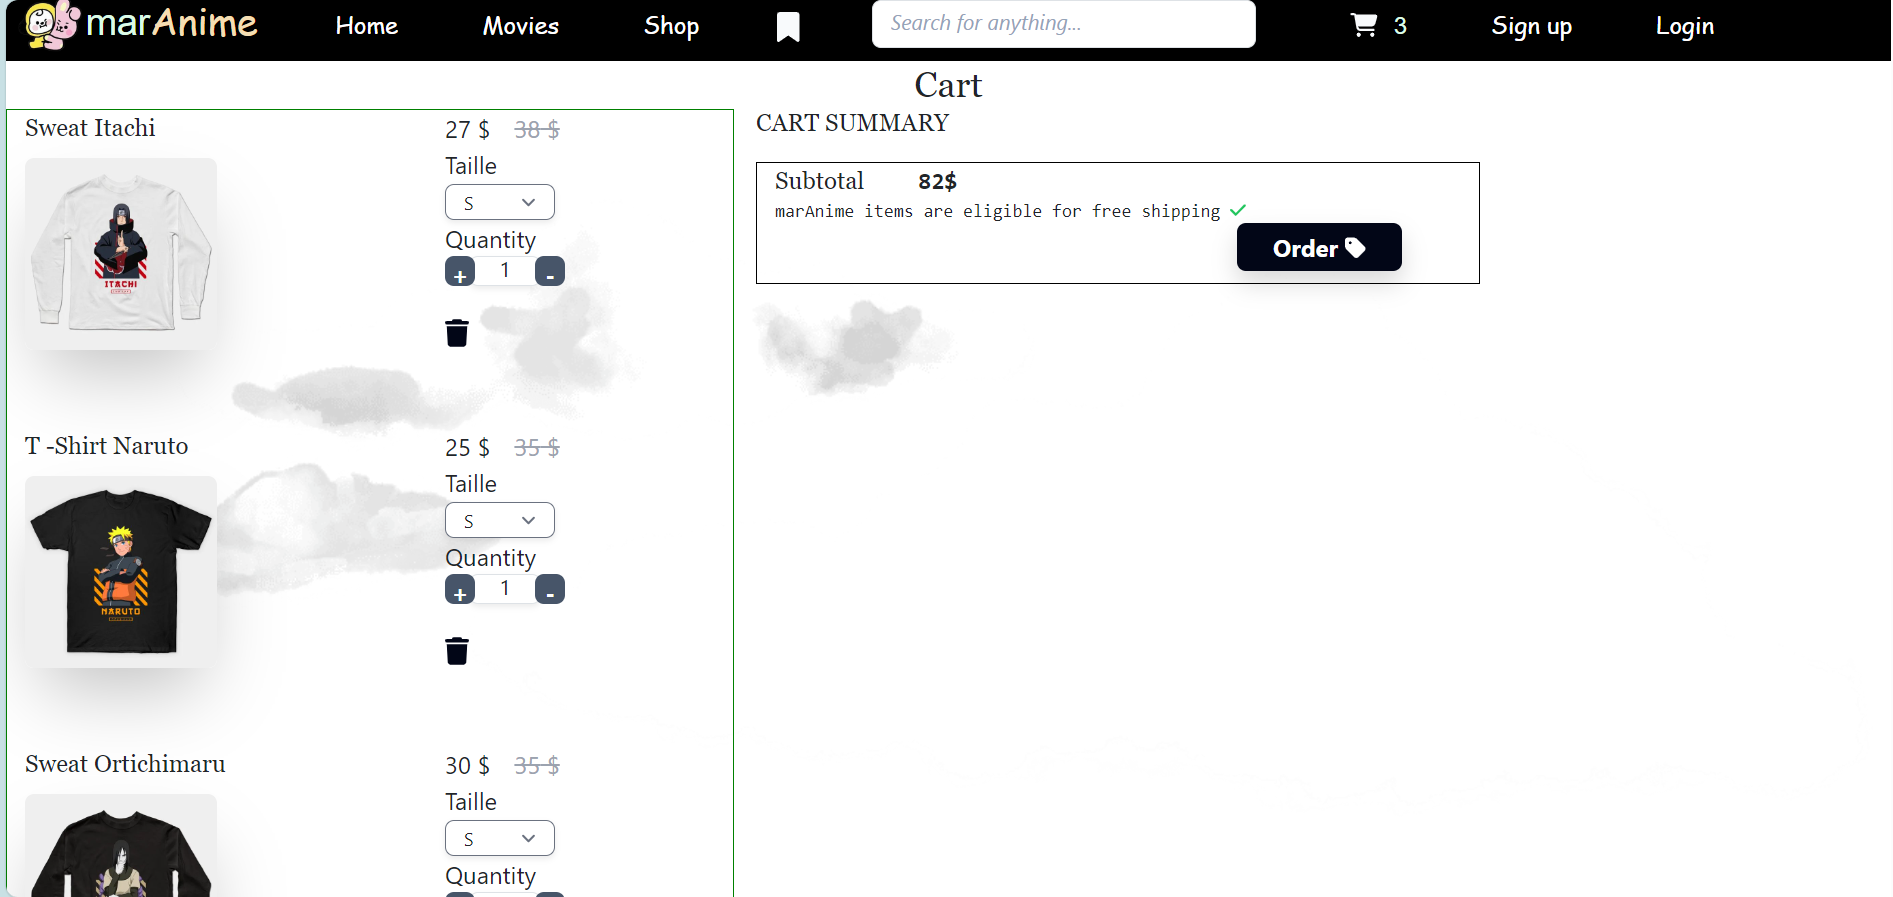 marAnime Home Movies Shop Search for anything... 3 Sign up Login
Cart
Sweat Itachi
27 $ 38 $
Taille
S
Quantity
+ 1 -
ITACHI
T -Shirt Naruto
25 $ 35 $
Taille
S
Quantity
+ 1 -
NARUTO
Sweat Ortichimaru
30 $ 35 $
Taille
S
Quantity
CART SUMMARY
Subtotal 82$
marAnime items are eligible for free shipping
Order